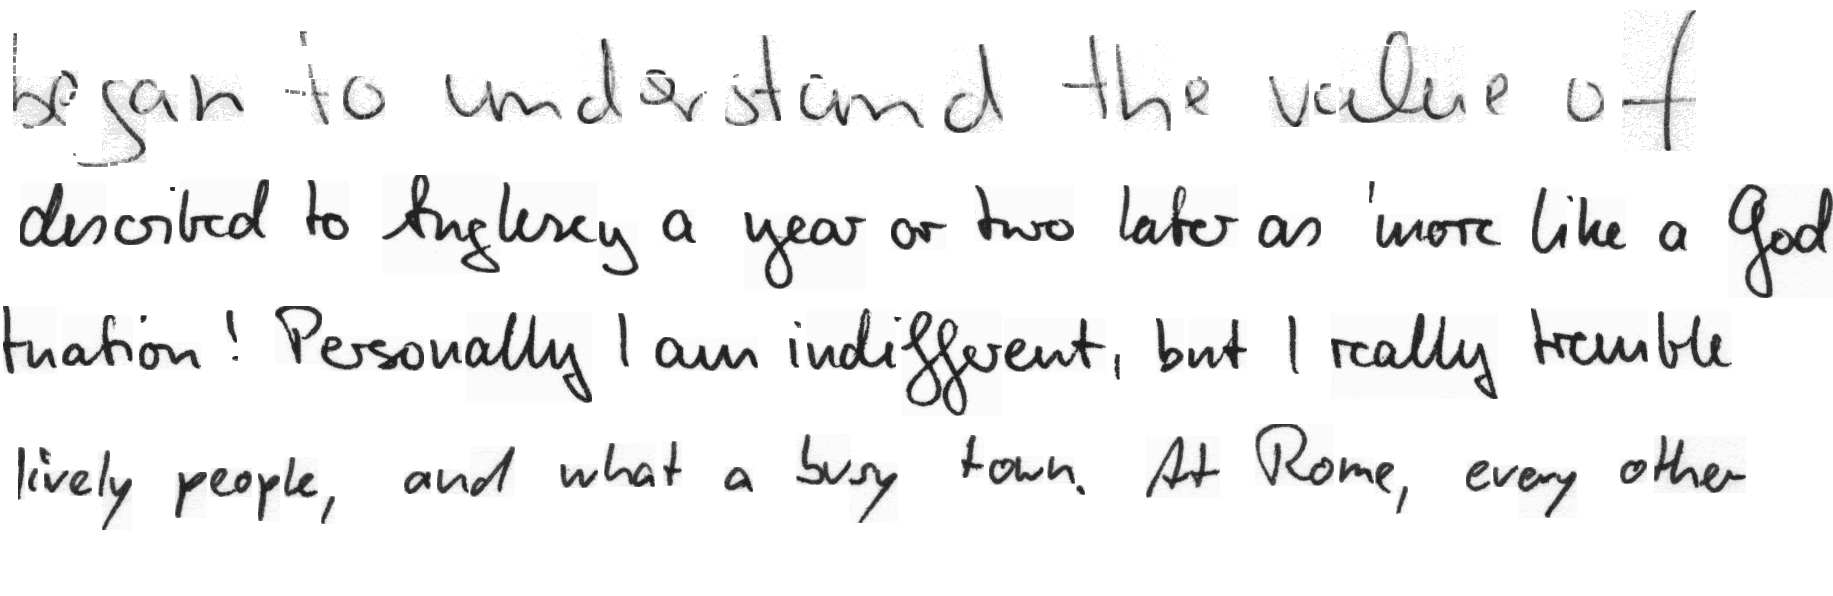 began to understand the value of
described to Anglesey a year or two later as 'more like a God
tuation! Personally I am indifferent, but I really tremble
lively people, and what a busy town. At Rome, every other